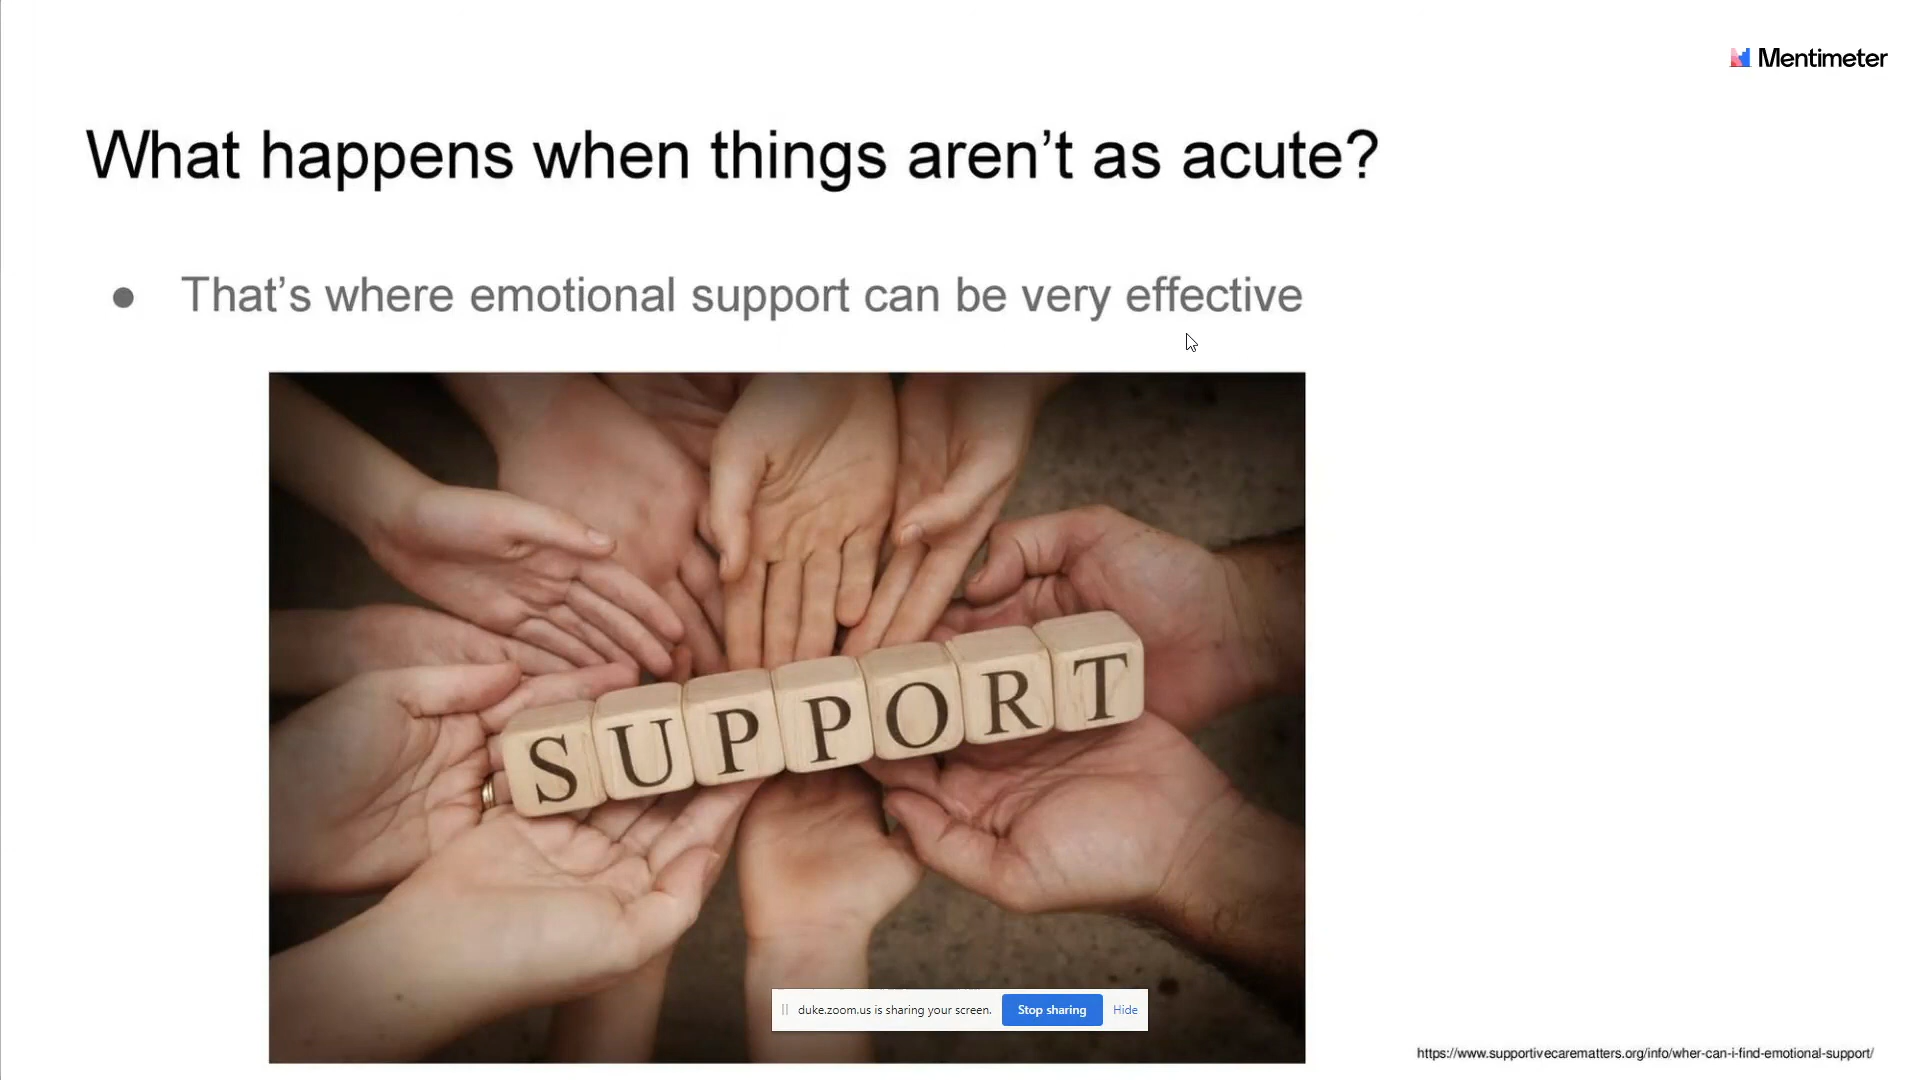 Mentimeter
What happens when things aren’t as acute?
● That’s where emotional support can be very effective
SUPPORT
duke.zoom.us is sharing your screen. Stop sharing Hide
https://www.supportivecarematters.org/info/wher-can-i-find-emotional-support/